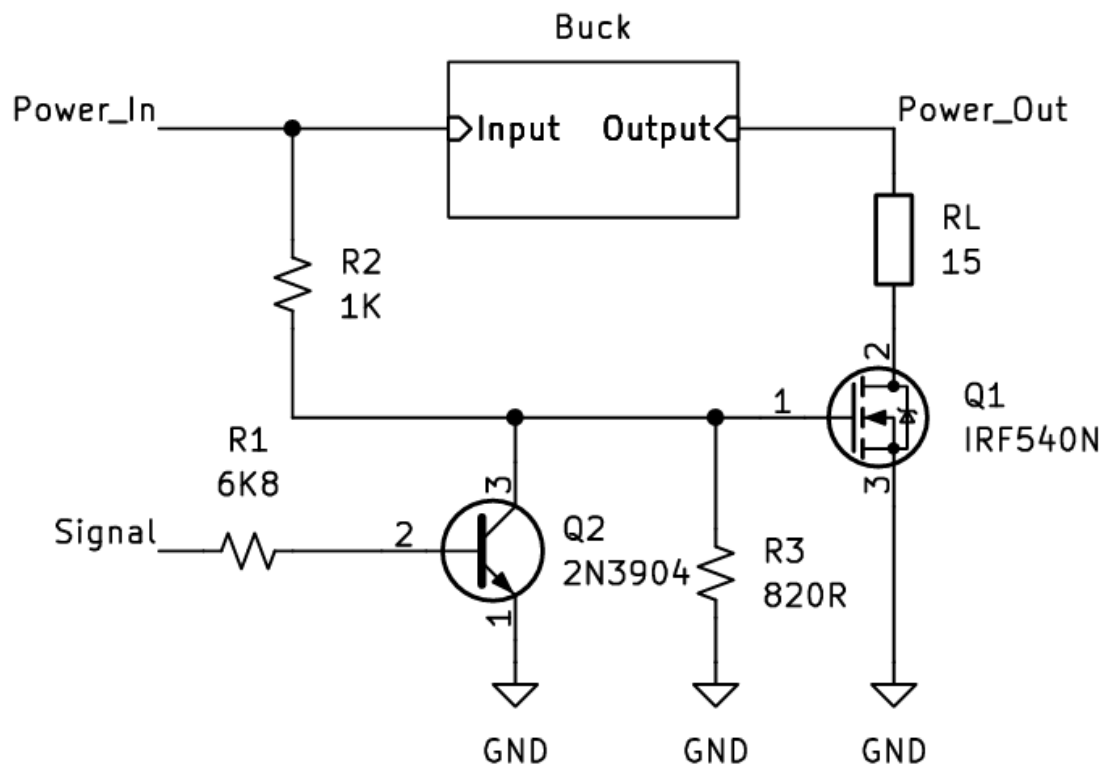 Buck
Power_In
Input
Output
Power_Out
R2
1K
RL
15
2
1
Q1
IRF540N
3
R1
6K8
Signal
2
3
Q2
2N3904
1
R3
820R
GND
GND
GND